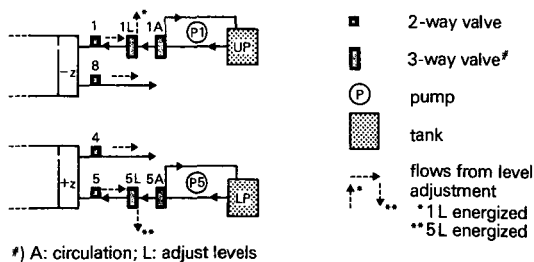 1 1L * 1A P1 UP
8
-z
4
+z
5 5L 5A P5 LP
**
2-way valve
3-way valve#
P pump
tank
flows from level
adjustment
* *1L energized
** **5L energized
#) A: circulation; L: adjust levels